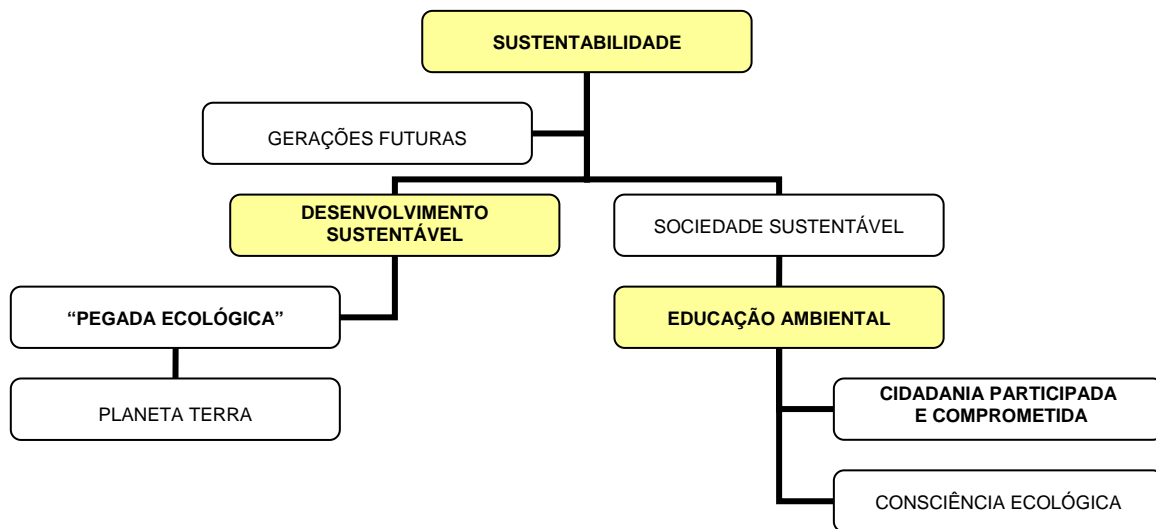 SUSTENTABILIDADE
GERAÇÕES FUTURAS
DESENVOLVIMENTO
SUSTENTÁVEL
SOCIEDADE SUSTENTÁVEL
“PEGADA ECOLÓGICA”
EDUCAÇÃO AMBIENTAL
PLANETA TERRA
CIDADANIA PARTICIPADA
E COMPROMETIDA
CONSCIÊNCIA ECOLÓGICA